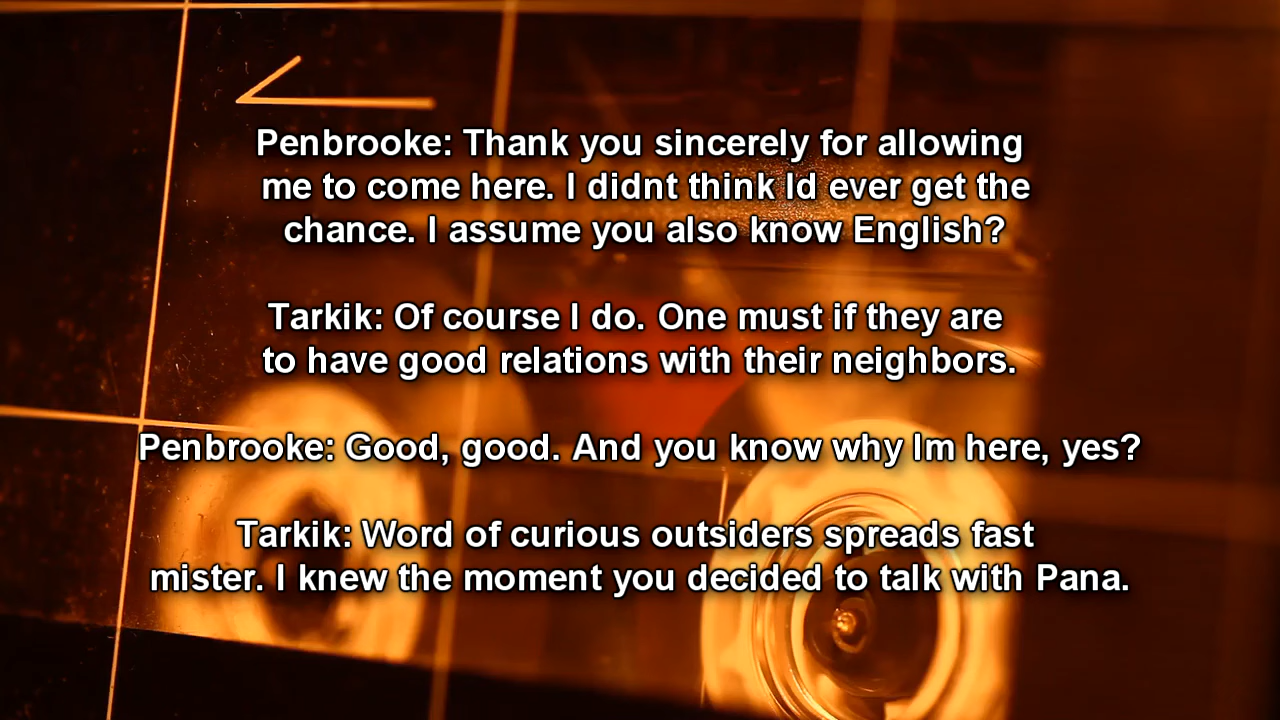 Penbrooke: Thank you sincerely for allowing
me to come here. I didnt think Id ever get the
chance. I assume you also know English?
Tarkik: Of course I do. One must if they are
to have good relations with their neighbors.
Penbrooke: Good, good. And you know why Im here, yes?
Tarkik: Word of curious outsiders spreads fast
mister. I knew the moment you decided to talk with Pana.